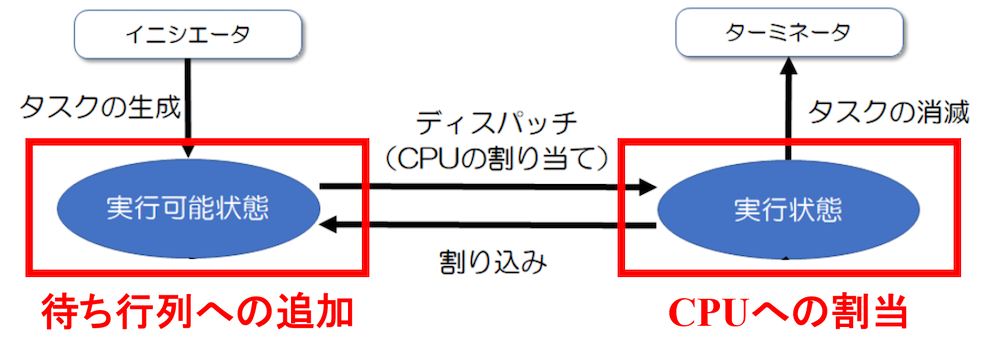 イニシエータ
ターミネータ
タスクの生成
タスクの消滅
ディスパッチ
（CPUの割り当て）
実行可能状態
実行状態
割り込み
待ち行列への追加
CPUへの割当